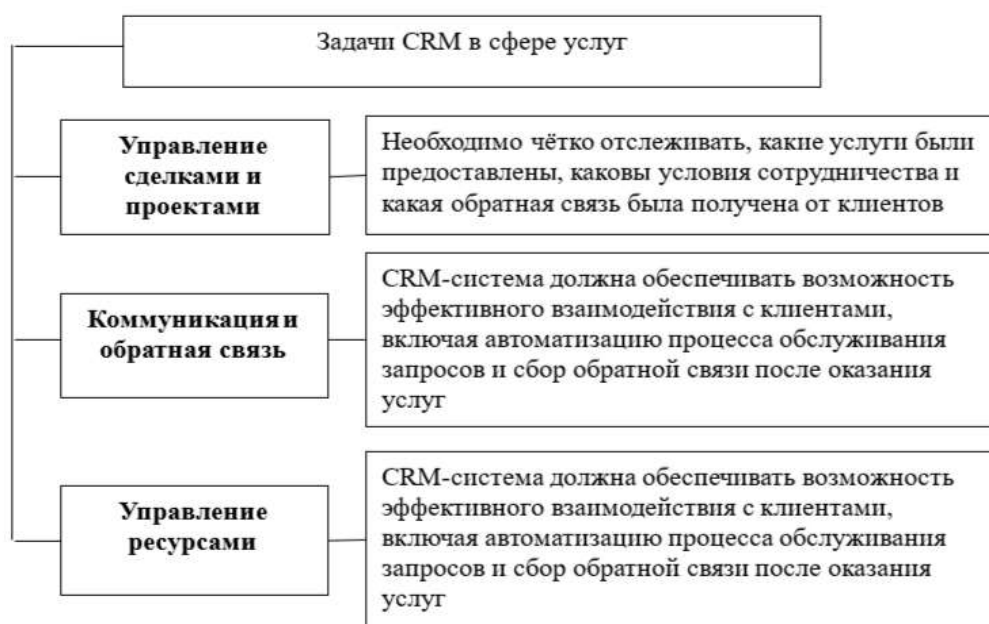 Задачи CRM в сфере услуг
Управление
сделками и
проектами
Необходимо чётко отслеживать, какие услуги были
предоставлены, каковы условия сотрудничества и
какая обратная связь была получена от клиентов
Коммуникация и
обратная связь
CRM-система должна обеспечивать возможность
эффективного взаимодействия с клиентами,
включая автоматизацию процесса обслуживания
запросов и сбор обратной связи после оказания
услуг
Управление
ресурсами
CRM-система должна обеспечивать возможность
эффективного взаимодействия с клиентами,
включая автоматизацию процесса обслуживания
запросов и сбор обратной связи после оказания
услуг